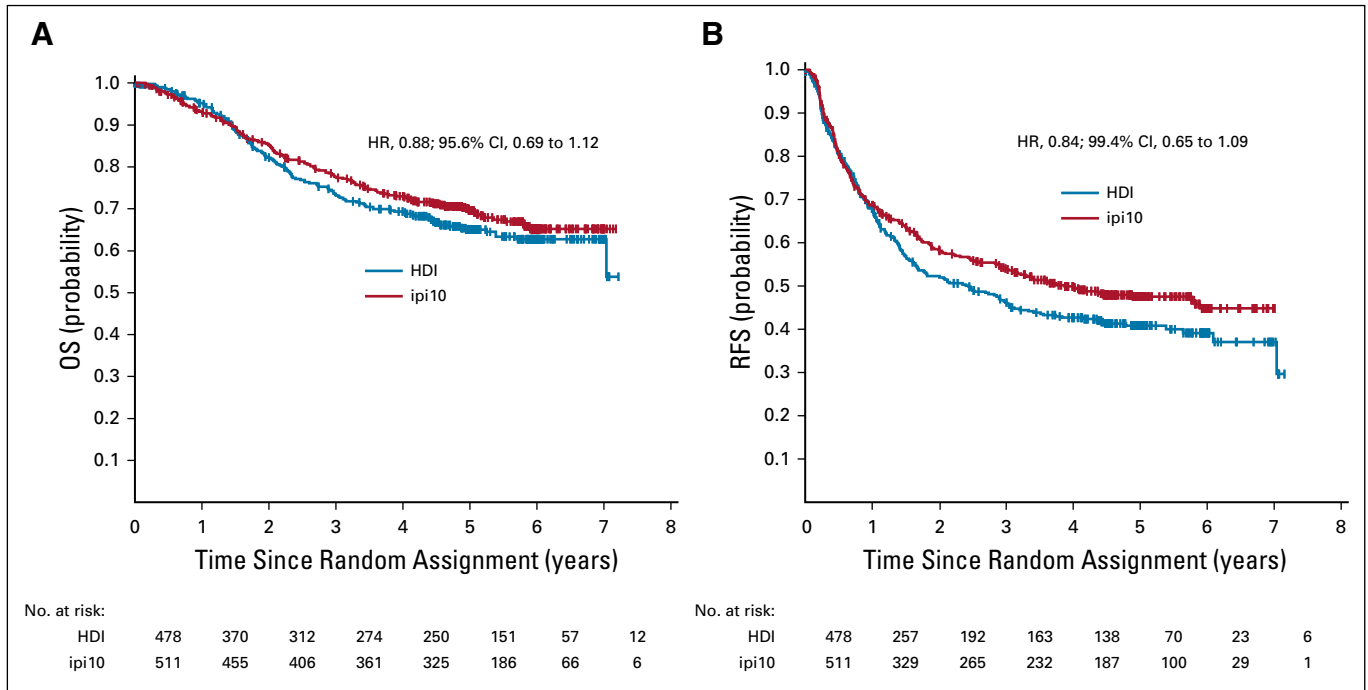 A
OS (probability)
1.0
0.9
0.8
0.7
0.6
0.5
0.4
0.3
0.2
0.1
HR, 0.88; 95.6% CI, 0.69 to 1.12
HDI
ipi10
0 1 2 3 4 5 6 7 8
Time Since Random Assignment (years)
No. at risk:
HDI 478 370 312 274 250 151 57 12
ipi10 511 455 406 361 325 186 66 6
B
RFS (probability)
1.0
0.9
0.8
0.7
0.6
0.5
0.4
0.3
0.2
0.1
HR, 0.84; 99.4% CI, 0.65 to 1.09
HDI
ipi10
0 1 2 3 4 5 6 7 8
Time Since Random Assignment (years)
No. at risk:
HDI 478 257 192 163 138 70 23 6
ipi10 511 329 265 232 187 100 29 1